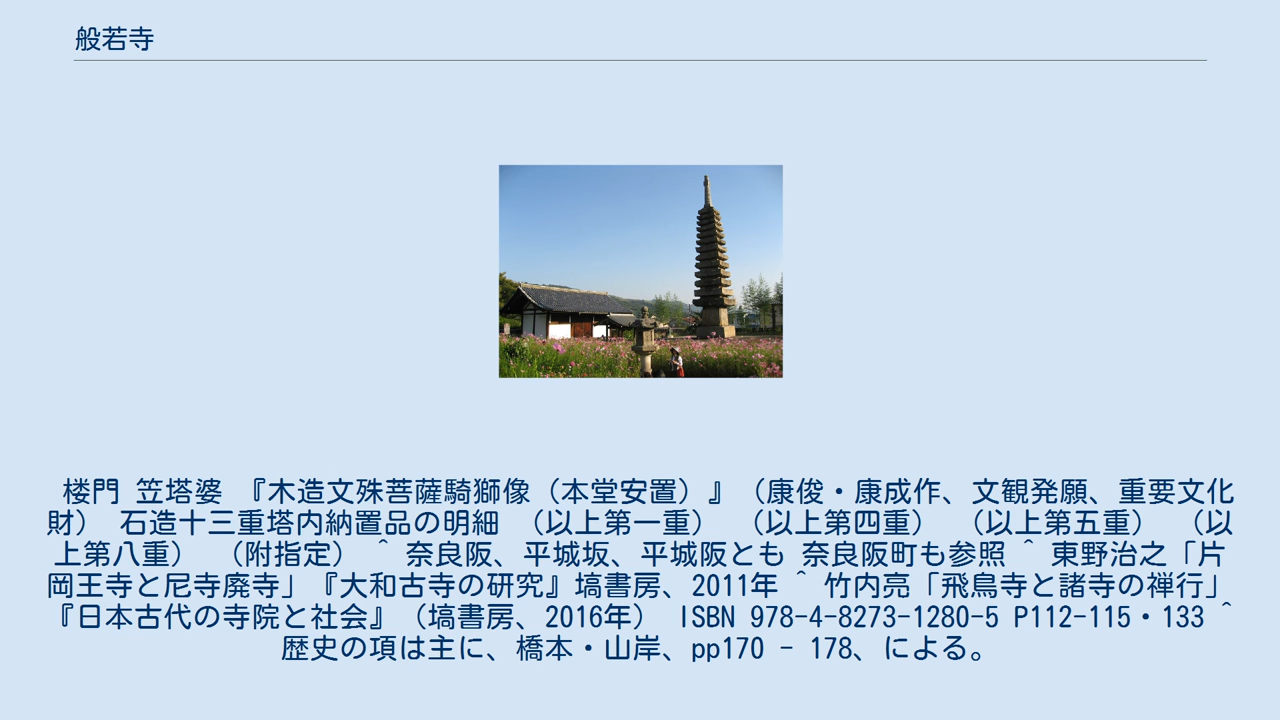 般若寺
楼門 笠塔婆 『木造文殊菩薩騎獅像（本堂安置）』（康俊・康成作、文観発願、重要文化
財） 石造十三重塔内納置品の明細 （以上第一重） （以上第四重） （以上第五重） （以
上第八重） （附指定） ^ 奈良阪、平城坂、平城阪とも 奈良阪町も参照 ^ 東野治之「片
岡王寺と尼寺廃寺」『大和古寺の研究』塙書房、2011年 ^ 竹内亮「飛鳥寺と諸寺の禅行」
『日本古代の寺院と社会』（塙書房、2016年） ISBN 978-4-8273-1280-5 P112-115・133 ^
歴史の項は主に、橋本・山岸、pp170 - 178、による。